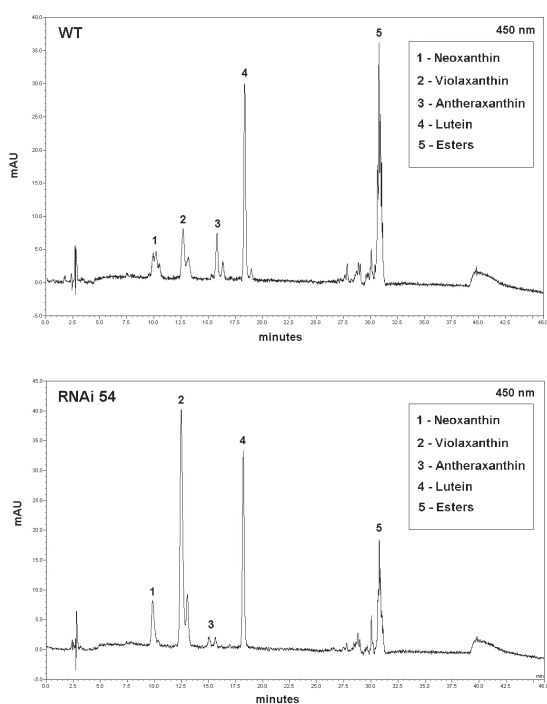 WT
450 nm
1 - Neoxanthin
2 - Violaxanthin
3 - Antheraxanthin
4 - Lutein
5 - Esters
40.0
35.0
30.0
25.0
20.0
15.0
10.0
5.0
0.0
-5.0
mAU
1
2
3
4
5
0.0 2.5 5.0 7.5 10.0 12.5 15.0 17.5 20.0 22.5 25.0 27.5 30.0 32.5 35.0 37.5 40.0 42.5 46.0
minutes
RNAi 54
450 nm
1 - Neoxanthin
2 - Violaxanthin
3 - Antheraxanthin
4 - Lutein
5 - Esters
45.0
40.0
35.0
30.0
25.0
20.0
15.0
10.0
5.0
0.0
-5.0
mAU
1
2
3
4
5
min
0.0 2.5 5.0 7.5 10.0 12.5 15.0 17.5 20.0 22.5 25.0 27.5 30.0 32.5 35.0 37.5 40.0 42.5 46.0
minutes